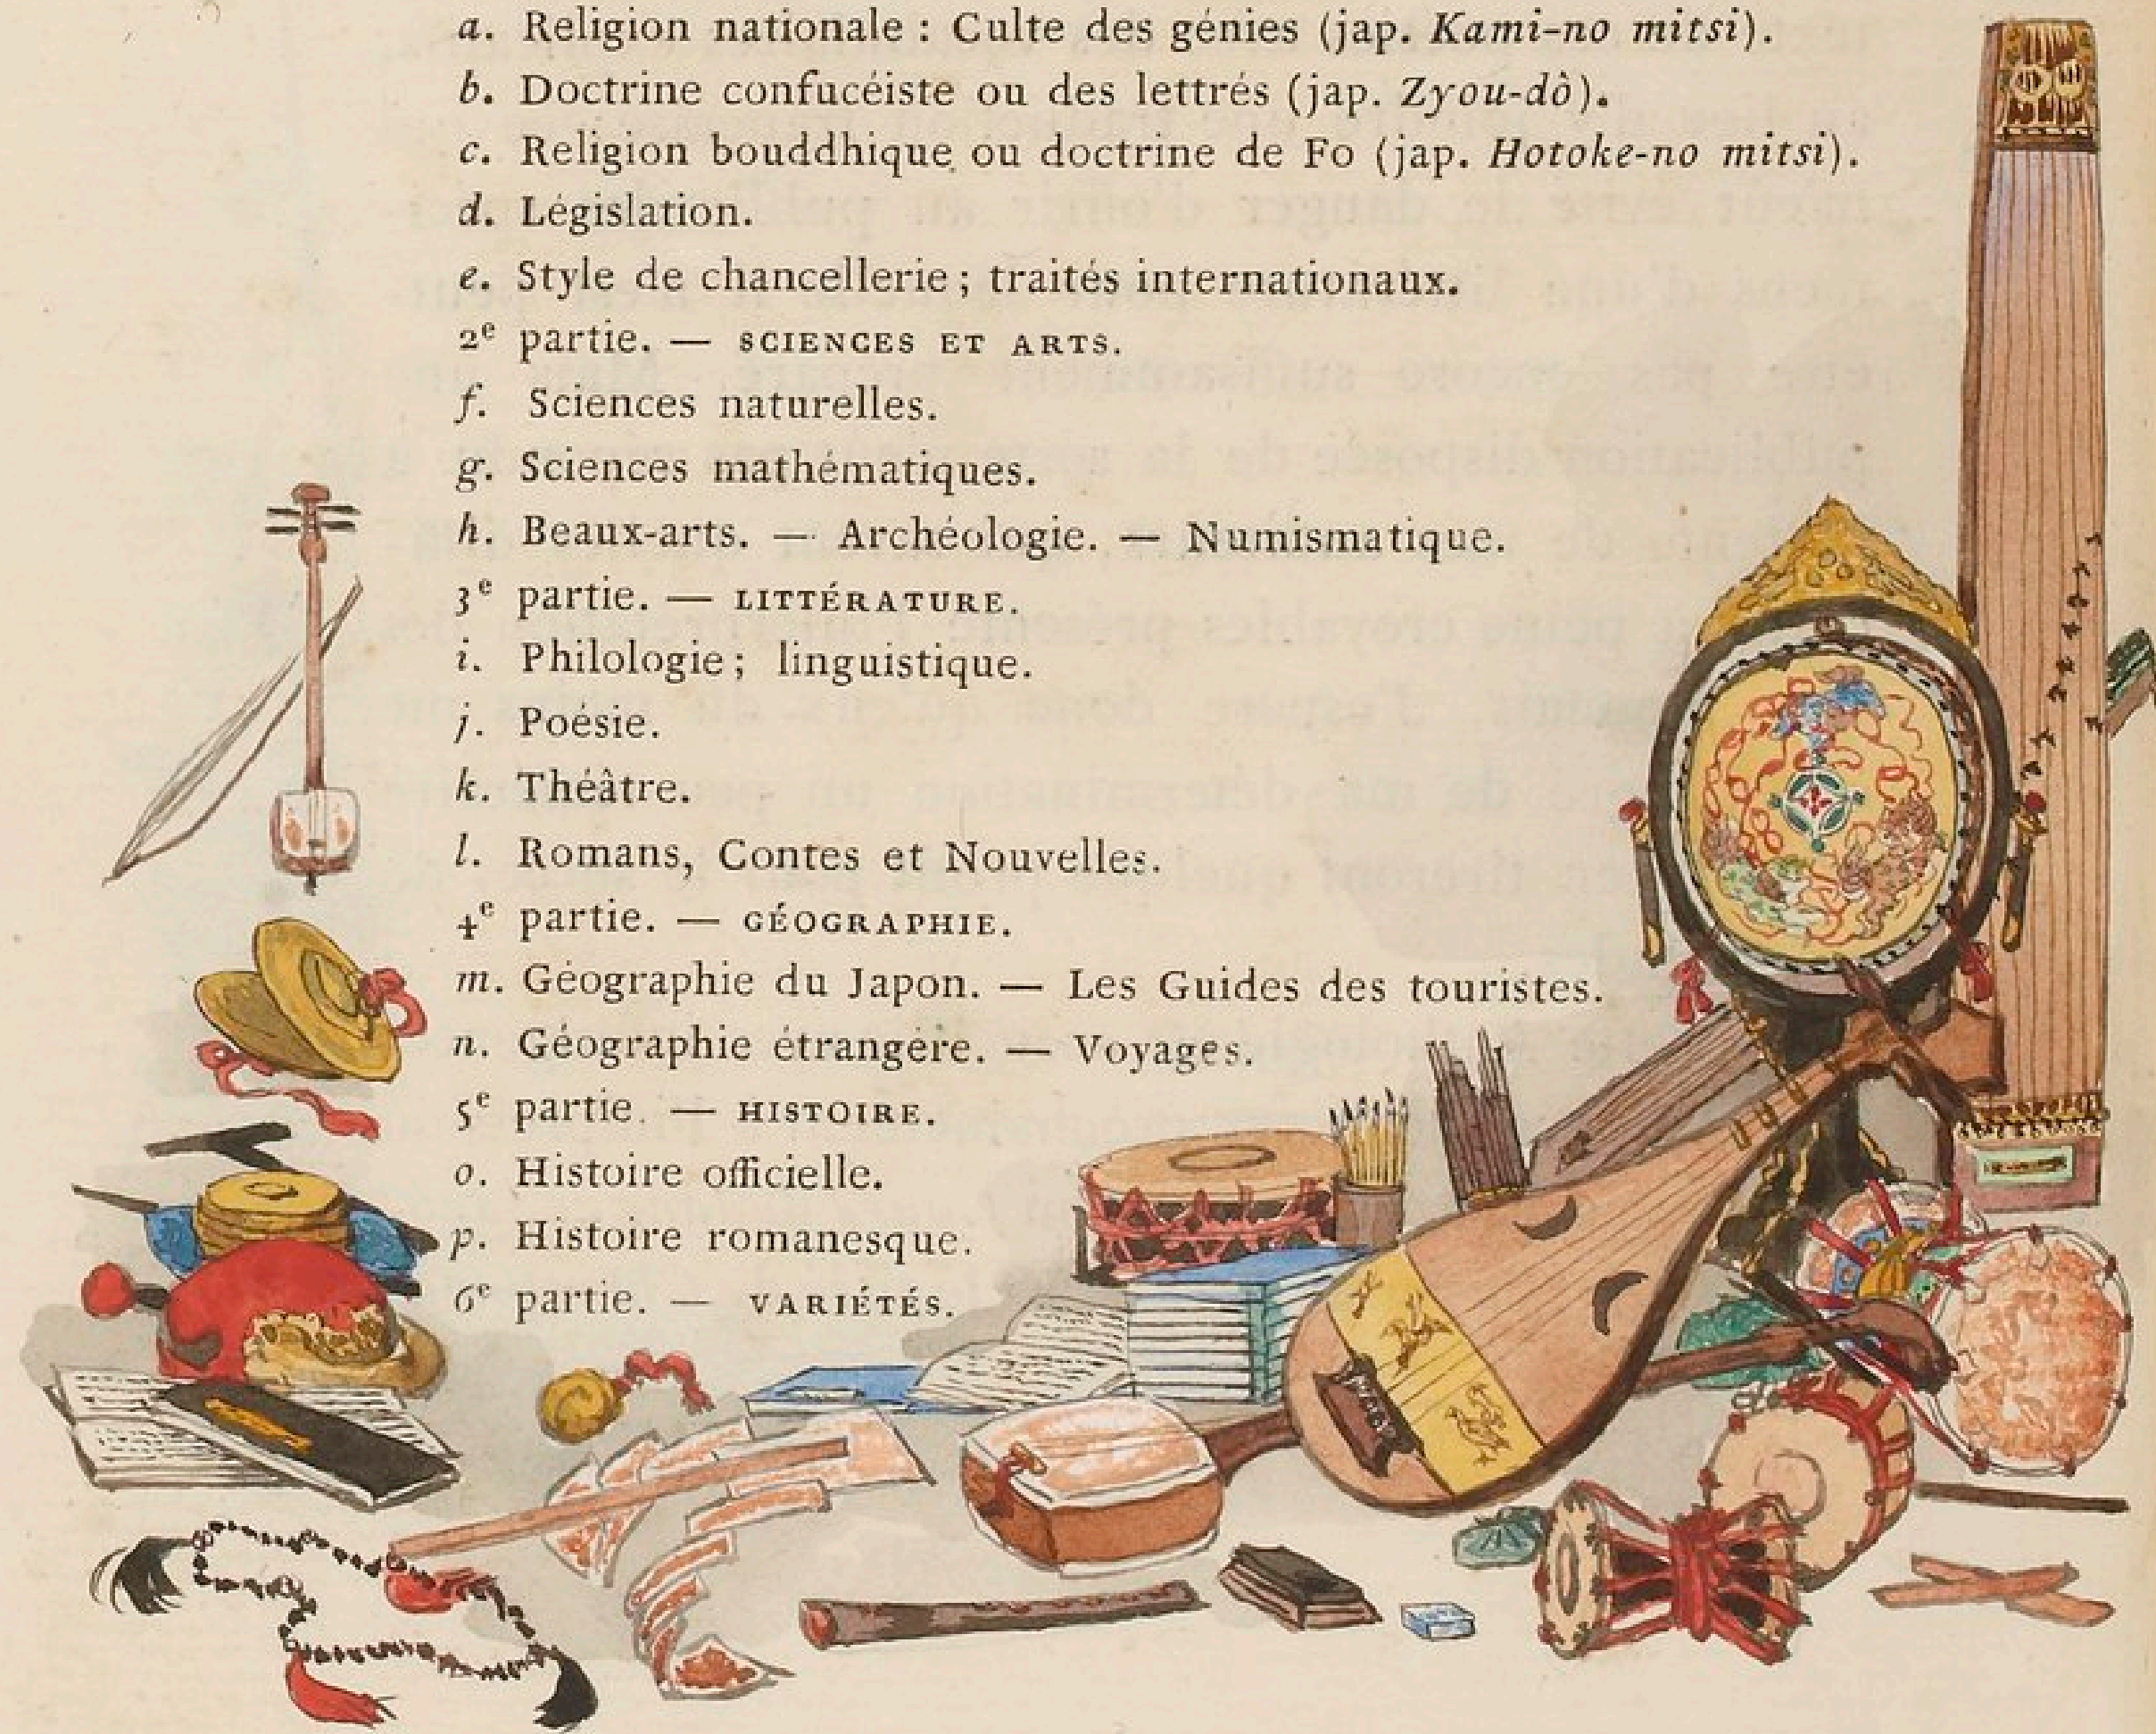 a. Religion nationale : Culte des génies (jap. Kami-no mitsi).
b. Doctrine confucéiste ou des lettrés (jap. Zyou-dò).
c. Religion bouddhique ou doctrine de Fo (jap. Hotoke-no mitsi).
d. Législation.
e. Style de chancellerie ; traités internationaux.
2e partie. — SCIENCES ET ARTS.
f. Sciences naturelles.
g. Sciences mathématiques.
h. Beaux-arts. — Archéologie. — Numismatique.
3e partie. — LITTÉRATURE.
i. Philologie ; linguistique.
j. Poésie.
k. Théâtre.
l. Romans, Contes et Nouvelles.
4e partie. — GÉOGRAPHIE.
m. Géographie du Japon. — Les Guides des touristes.
n. Géographie étrangère. — Voyages.
5e partie. — HISTOIRE.
o. Histoire officielle.
p. Histoire romanesque.
6e partie. — VARIÉTÉS.